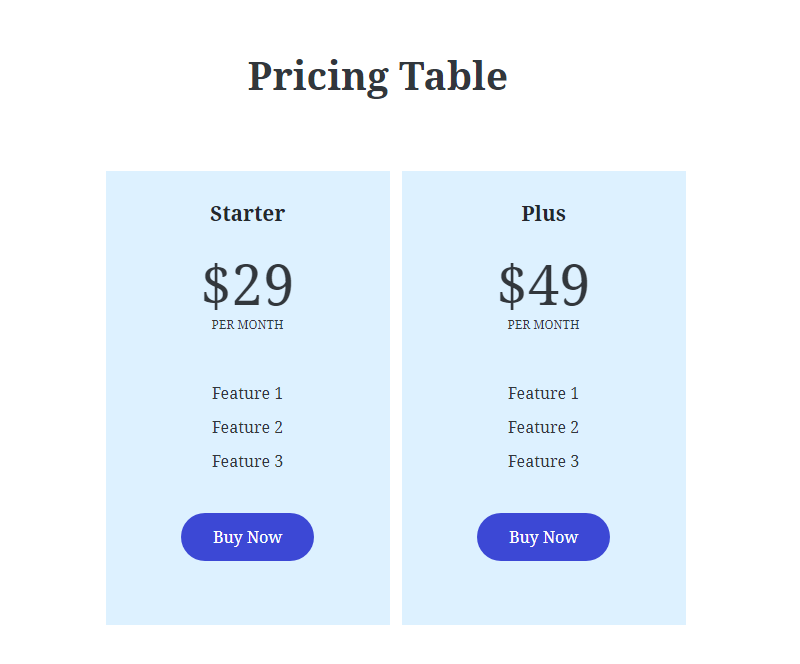 Pricing Table
Starter
$29
PER MONTH
Feature 1
Feature 2
Feature 3
Buy Now
Plus
$49
PER MONTH
Feature 1
Feature 2
Feature 3
Buy Now